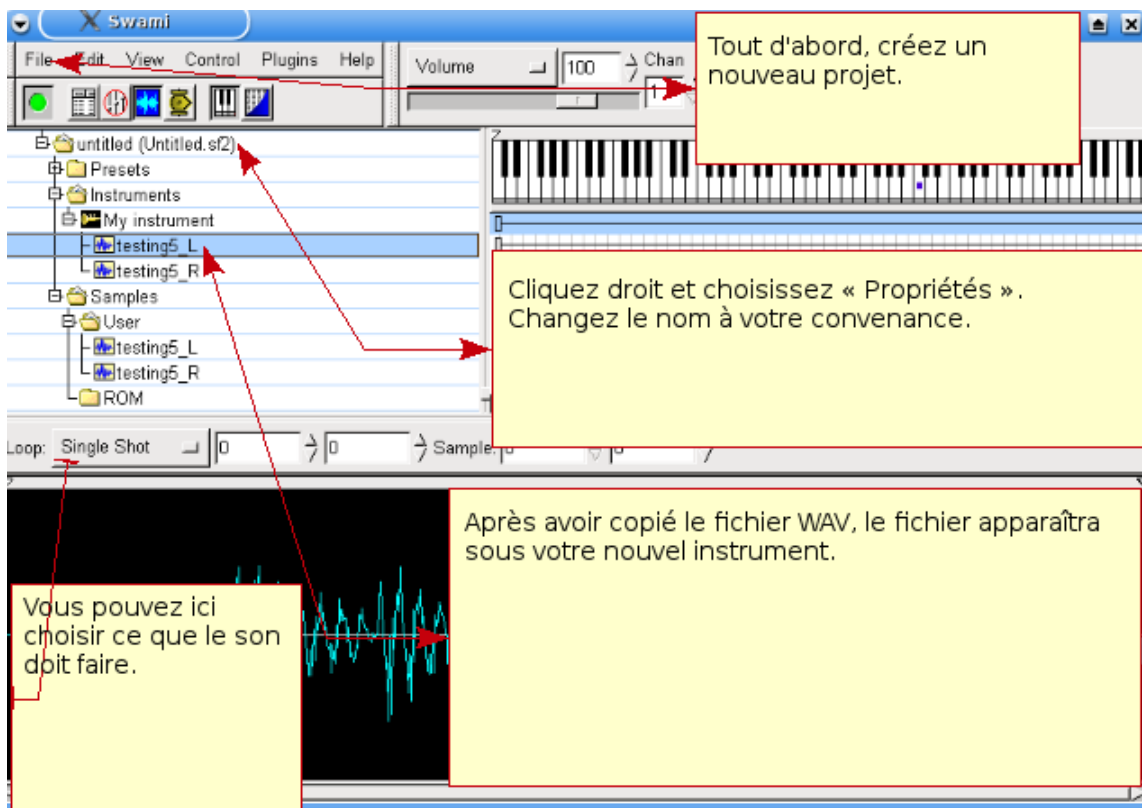 Swami
File Edit View Control Plugins Help
Volume 100 Chan
1
Tout d'abord, créez un
nouveau projet.
untitled (Untitled.sf2)
Presets
Instruments
My instrument
testing5_L
testing5_R
Samples
User
testing5_L
testing5_R
ROM
Cliquez droit et choisissez « Propriétés ».
Changez le nom à votre convenance.
Loop: Single Shot 0 0 Sample: 0 0
Après avoir copié le fichier WAV, le fichier apparaîtra
sous votre nouvel instrument.
Vous pouvez ici
choisir ce que le son
doit faire.